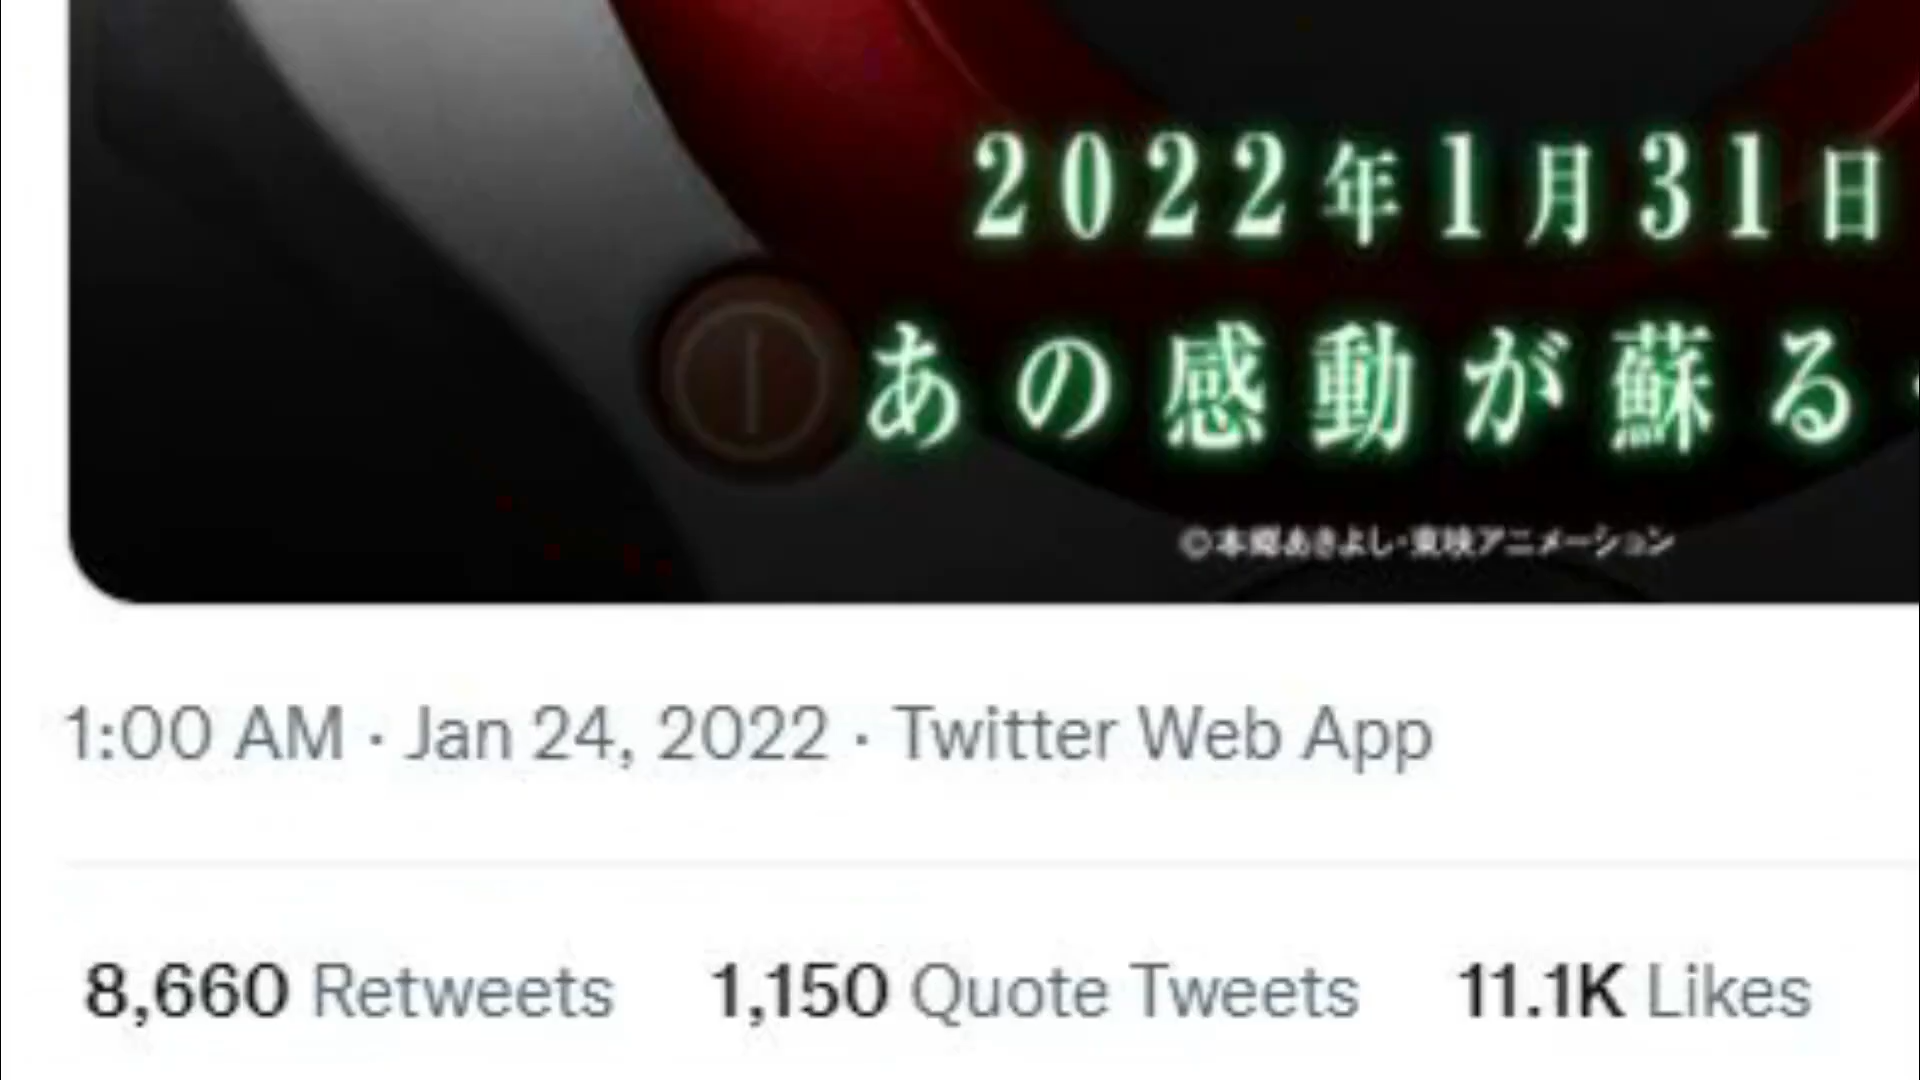 2022年1月31日
あの感動が蘇る
©本郷あきよし・東映アニメーション
1:00 AM · Jan 24, 2022 · Twitter Web App
8,660 Retweets 1,150 Quote Tweets 11.1K Likes